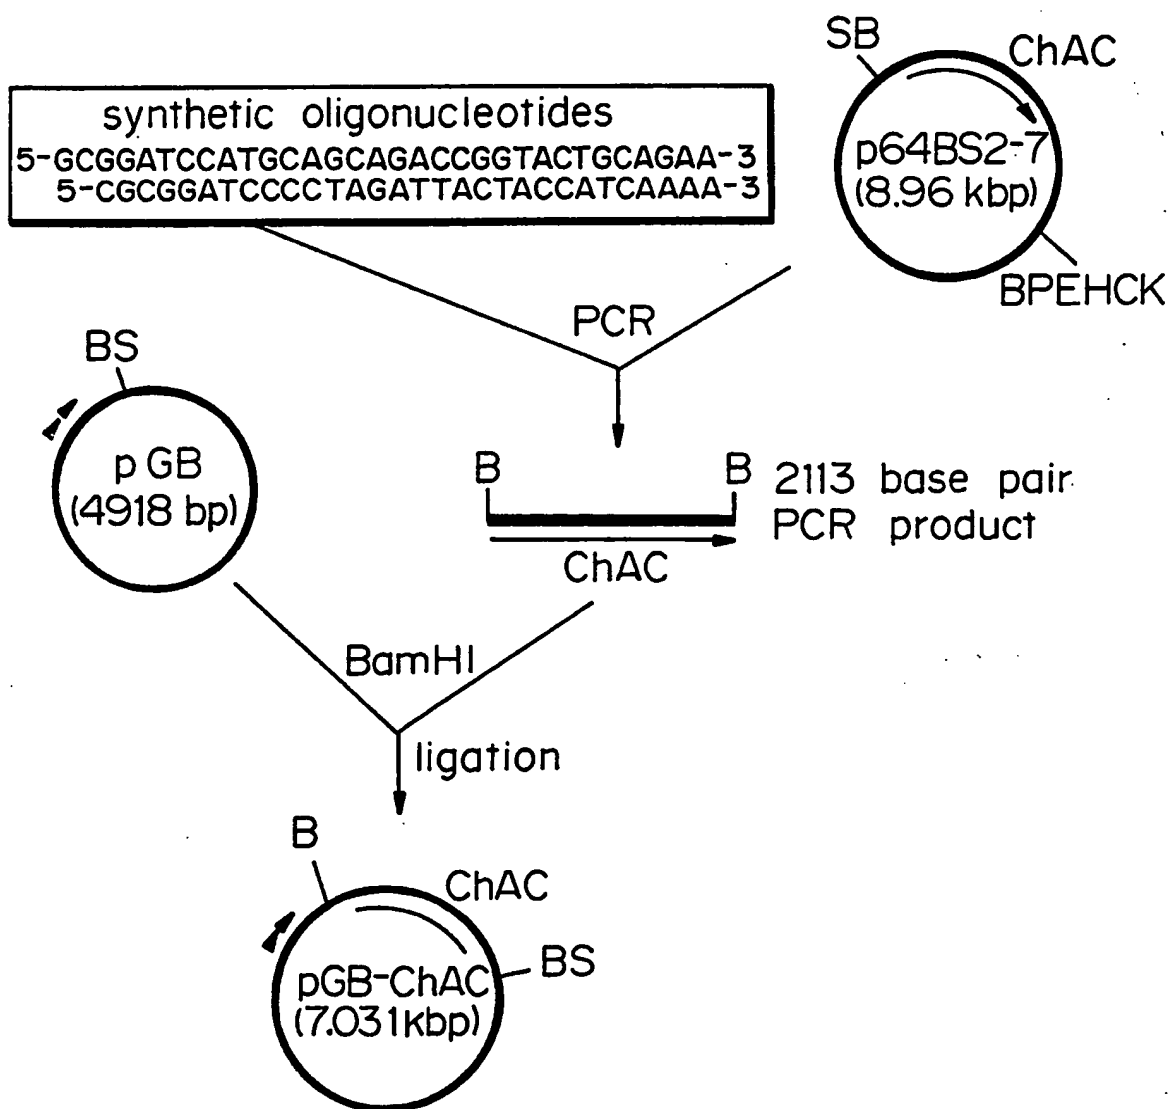 SB
ChAC
synthetic oligonucleotides
5-GCGGATCCATGCAGCAGACCGGTACTGCAGAA-3
5-CGCGGATCCCCTAGATTACTACCATCAAAA-3
p64BS2-7
(8.96 kbp)
BPEHCK
PCR
BS
pGB
(4918 bp)
B
B
2113 base pair
PCR product
ChAC
BamHI
ligation
B
ChAC
BS
pGB-ChAC
(7.031kbp)